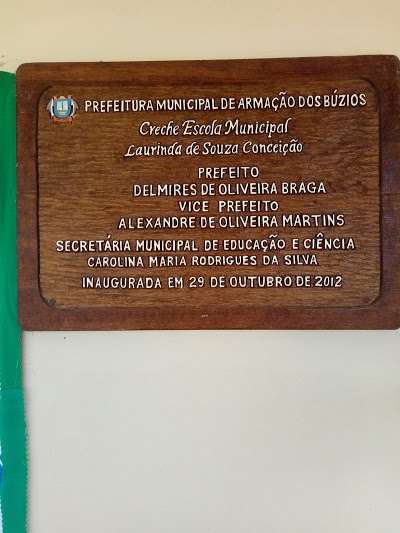 PREFEITURA MUNICIPAL DE ARMAÇÃO DOS BÚZIOS
Creche Escola Municipal
Laurinda de Souza Conceição
PREFEITO
DELMIRES DE OLIVEIRA BRAGA
VICE PREFEITO
ALEXANDRE DE OLIVEIRA MARTINS
SECRETÁRIA MUNICIPAL DE EDUCAÇÃO E CIÊNCIA
CAROLINA MARIA RODRIGUES DA SILVA
INAUGURADA EM 29 DE OUTUBRO DE 2012